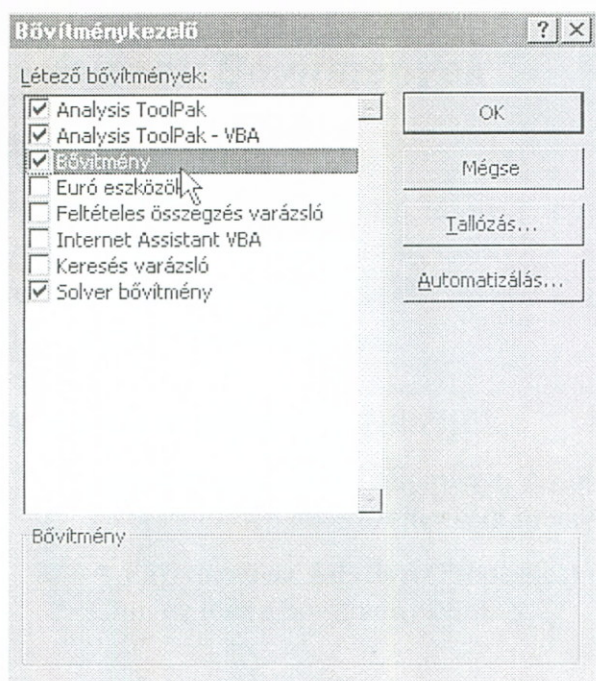 Bővítménykezelő
Létező bővítmények:
Analysis ToolPak
Analysis ToolPak - VBA
Bővítmény
Euró eszközök
Feltételes összegzés varázsló
Internet Assistant VBA
Keresés varázsló
Solver bővítmény
OK
Mégse
Tallózás...
Automatizálás...
Bővítmény